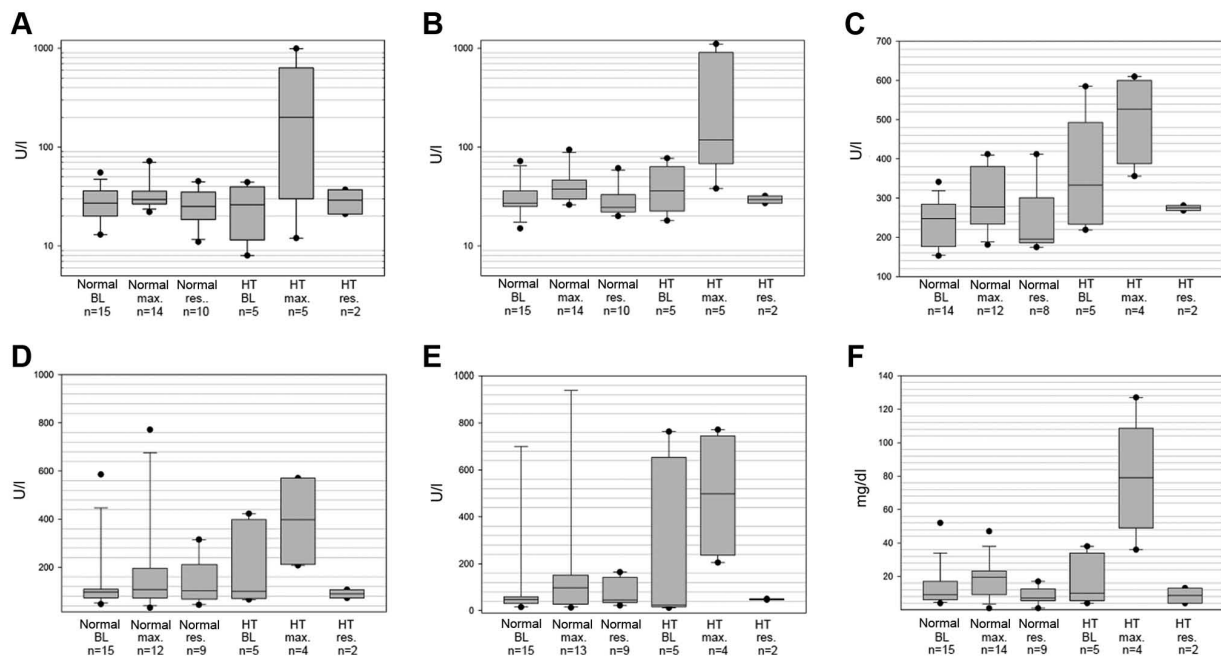 A
1000
100
10
U/l
Normal Normal Normal HT HT HT
BL max. res.. BL max. res.
n=15 n=14 n=10 n=5 n=5 n=2
B
1000
100
10
U/l
Normal Normal Normal HT HT HT
BL max. res. BL max. res.
n=15 n=14 n=10 n=5 n=5 n=2
C
700
600
500
400
300
200
100
U/l
Normal Normal Normal HT HT HT
BL max. res. BL max. res.
n=14 n=12 n=8 n=5 n=4 n=2
D
1000
800
600
400
200
U/l
Normal Normal Normal HT HT HT
BL max. res. BL max. res.
n=15 n=12 n=9 n=5 n=4 n=2
E
1000
800
600
400
200
0
U/l
Normal Normal Normal HT HT HT
BL max. res. BL max. res.
n=15 n=13 n=9 n=5 n=4 n=2
F
140
120
100
80
60
40
20
mg/dl
Normal Normal Normal HT HT HT
BL max. res. BL max. res.
n=15 n=14 n=9 n=5 n=4 n=2